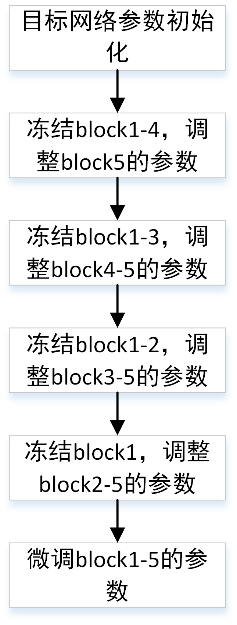 目标网络参数初始
化
冻结block1-4，调
整block5的参数
冻结block1-3，调
整block4-5的参数
冻结block1-2，调
整block3-5的参数
冻结block1，调整
block2-5的参数
微调block1-5的参
数